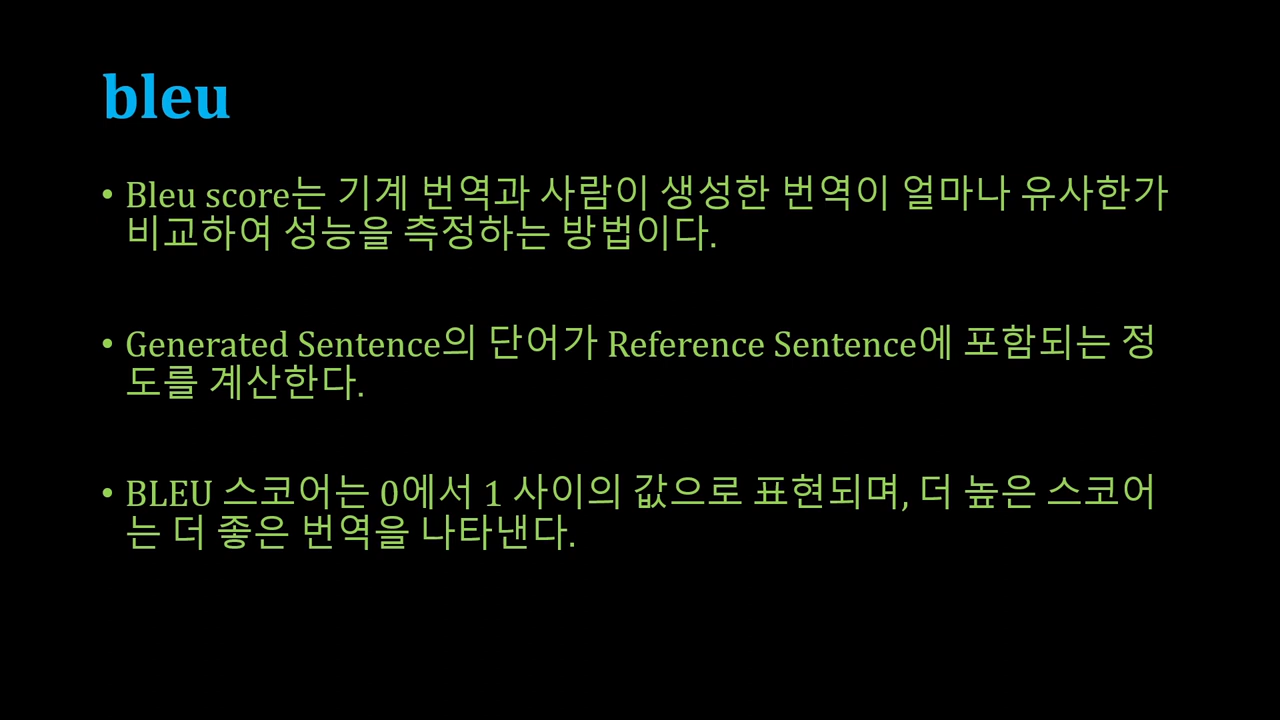 bleu
• Bleu score는 기계 번역과 사람이 생성한 번역이 얼마나 유사한가
비교하여 성능을 측정하는 방법이다.
• Generated Sentence의 단어가 Reference Sentence에 포함되는 정
도를 계산한다.
• BLEU 스코어는 0에서 1 사이의 값으로 표현되며, 더 높은 스코어
는 더 좋은 번역을 나타낸다.